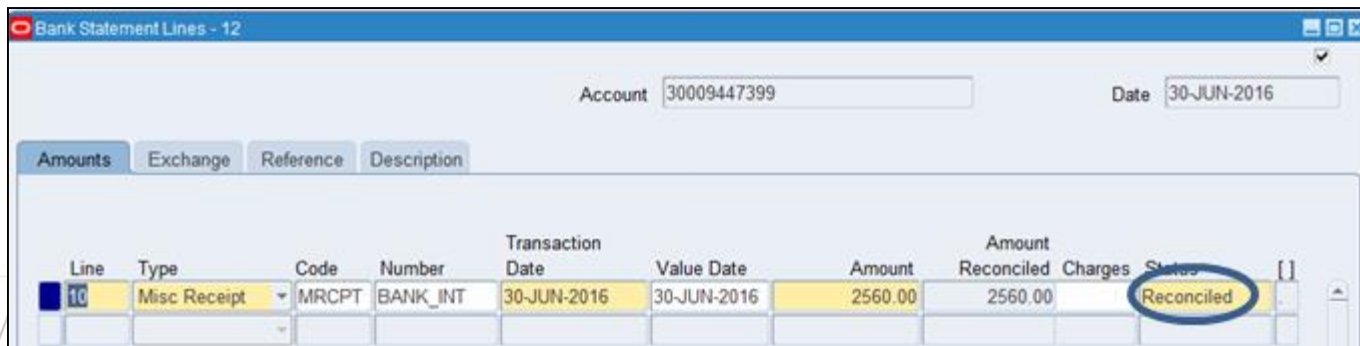 Bank Statement Lines - 12
Account 30009447399 Date 30-JUN-2016
Amounts Exchange Reference Description
Transaction Amount
Line Type Code Number Date Value Date Amount Reconciled Charges Status [ ]
10 Misc Receipt MRCPT BANK_INT 30-JUN-2016 30-JUN-2016 2560.00 2560.00 Reconciled .